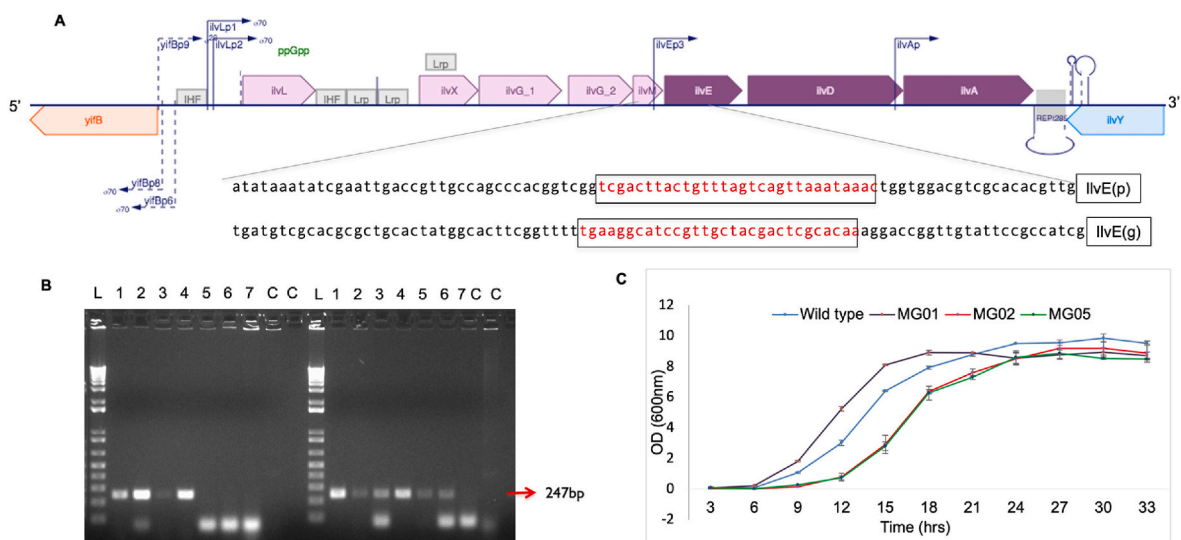 A
ilvLp1
σ70
yifBp9
σ28
ilvLp2
σ70
ppGpp
ilvEp3
ilvAp
Lrp
IHF
ilvL
IHF
Lrp
Lrp
ilvX
ilvG_1
ilvG_2
ilvM
ilvE
ilvD
ilvA
5'
3'
yifB
ilvY
yifBp8
σ70
yifBp6
σ70
atataaatatcgaattgaccgttgccagcccacggtcggtcgacttactgtttagtcagttaaataaactggtggacgtcgcacacgttg
IlvE(p)
tgatgtcgcacgcgctgcactatggcacttcggttttttgaaggcatccgttgctacgactcgcacaaaggaccggttgtattccgccatcg
IlvE(g)
B
L 1 2 3 4 5 6 7 C C L 1 2 3 4 5 6 7 C C
247bp
C
12
10
8
6
4
2
0
-2
OD (600nm)
Wild type MG01 MG02 MG05
3 6 9 12 15 18 21 24 27 30 33
Time (hrs)